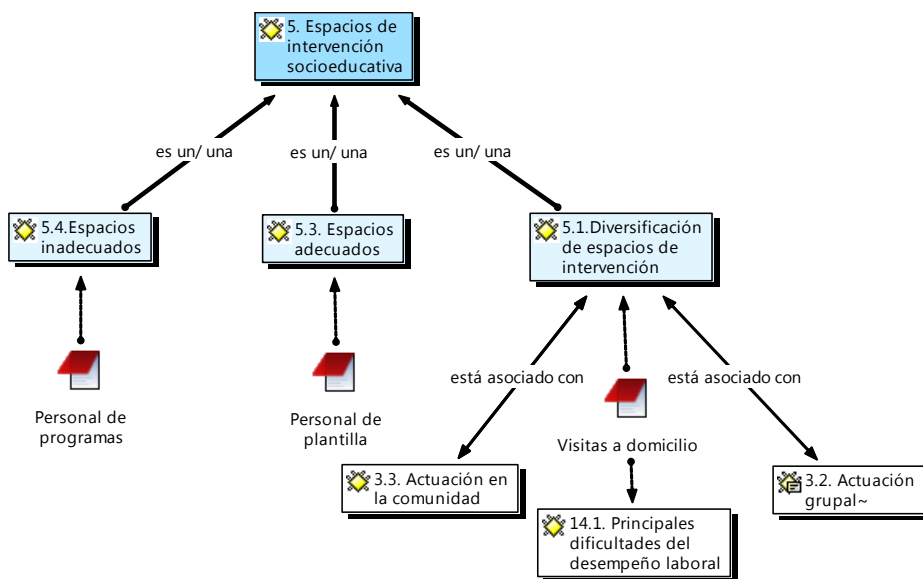 5. Espacios de
intervención
socioeducativa
es un/ una
es un/ una
es un/ una
5.4.Espacios
inadecuados
5.3. Espacios
adecuados
5.1.Diversificación
de espacios de
intervención
Personal de
programas
Personal de
plantilla
está asociado con
está asociado con
Visitas a domicilio
3.3. Actuación en
la comunidad
14.1. Principales
dificultades del
desempeño laboral
3.2. Actuación
grupal~